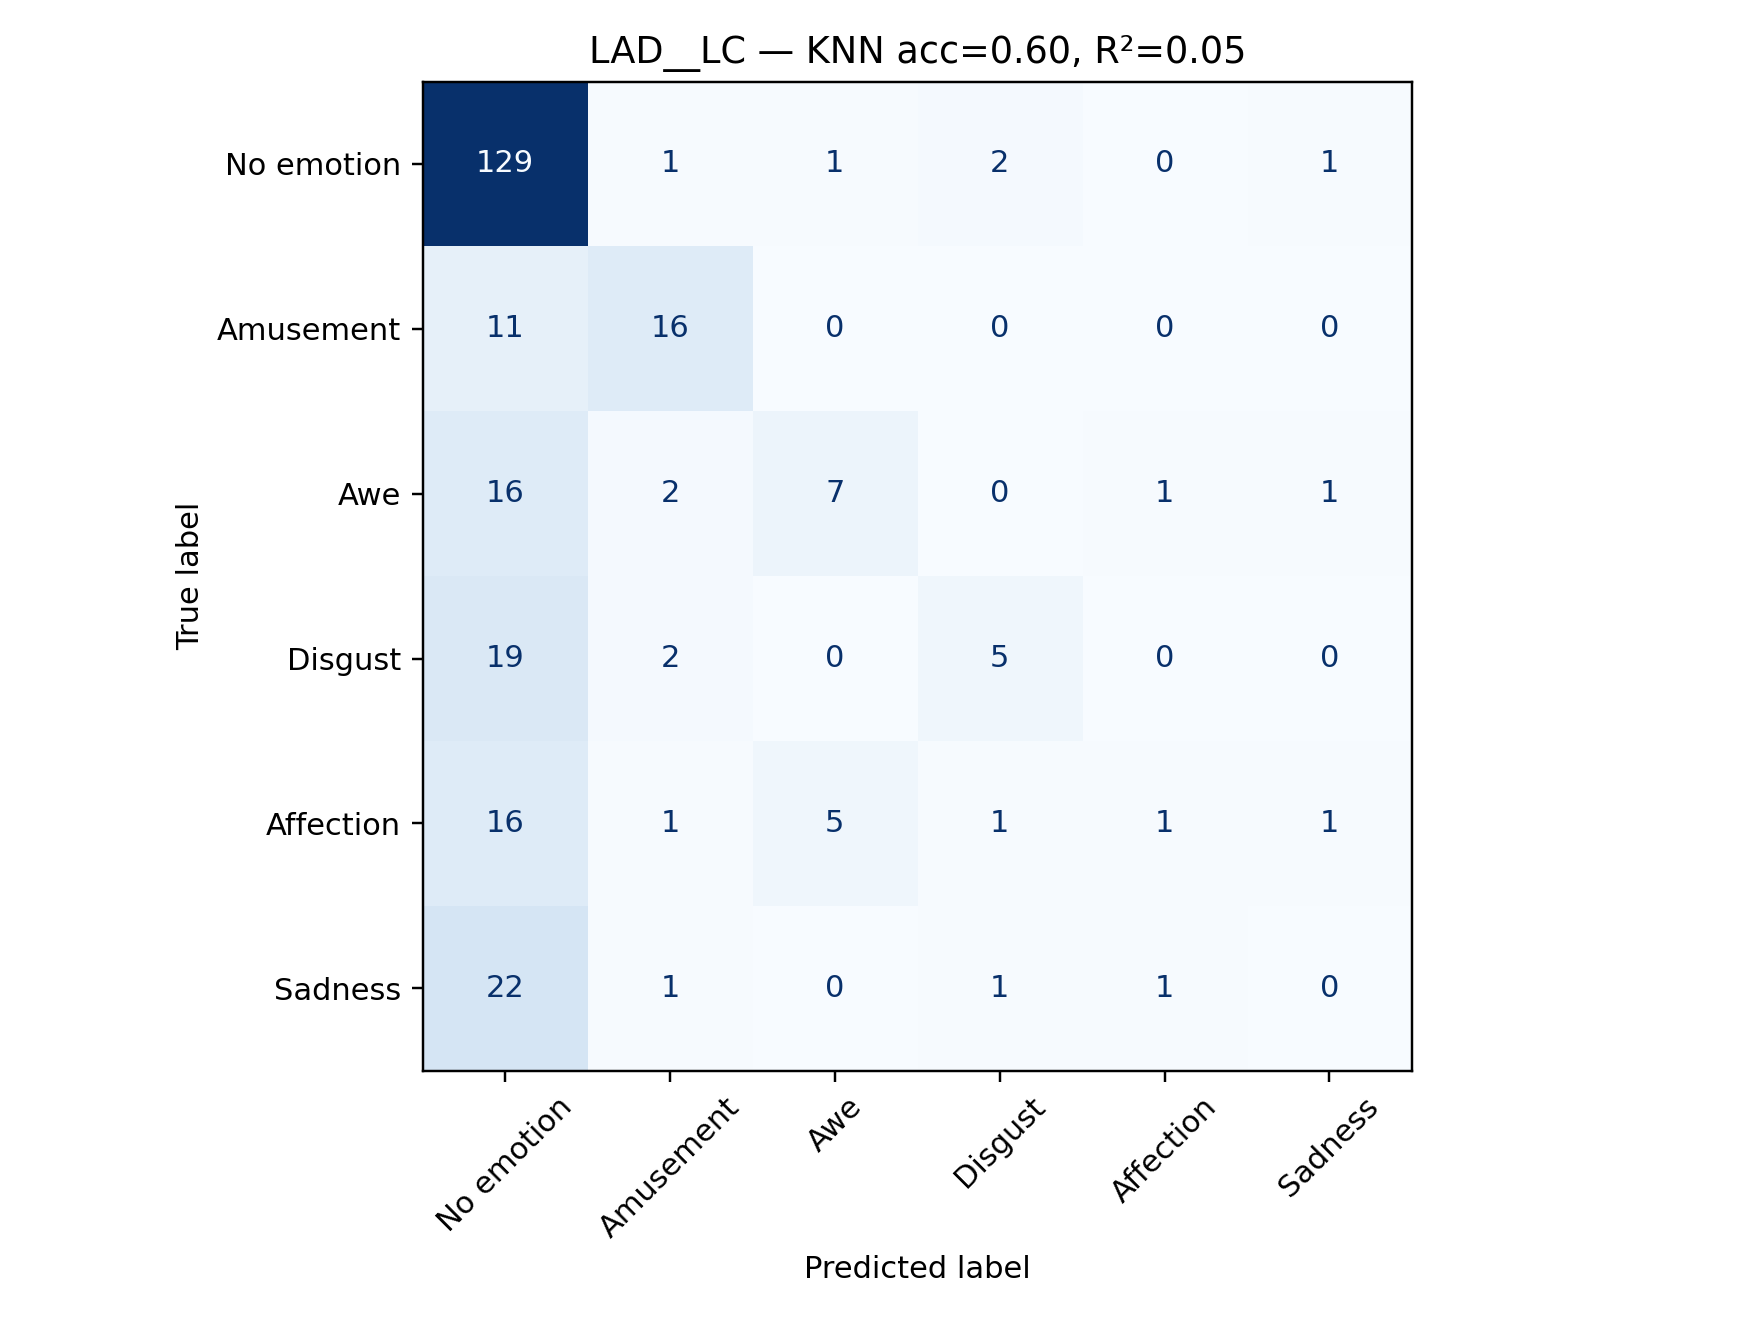 LAD__LC — KNN acc=0.60, R²=0.05
No emotion 129 1 1 2 0 1
Amusement 11 16 0 0 0 0
Awe 16 2 7 0 1 1
Disgust 19 2 0 5 0 0
Affection 16 1 5 1 1 1
Sadness 22 1 0 1 1 0
True label
No emotion Amusement Awe Disgust Affection Sadness
Predicted label